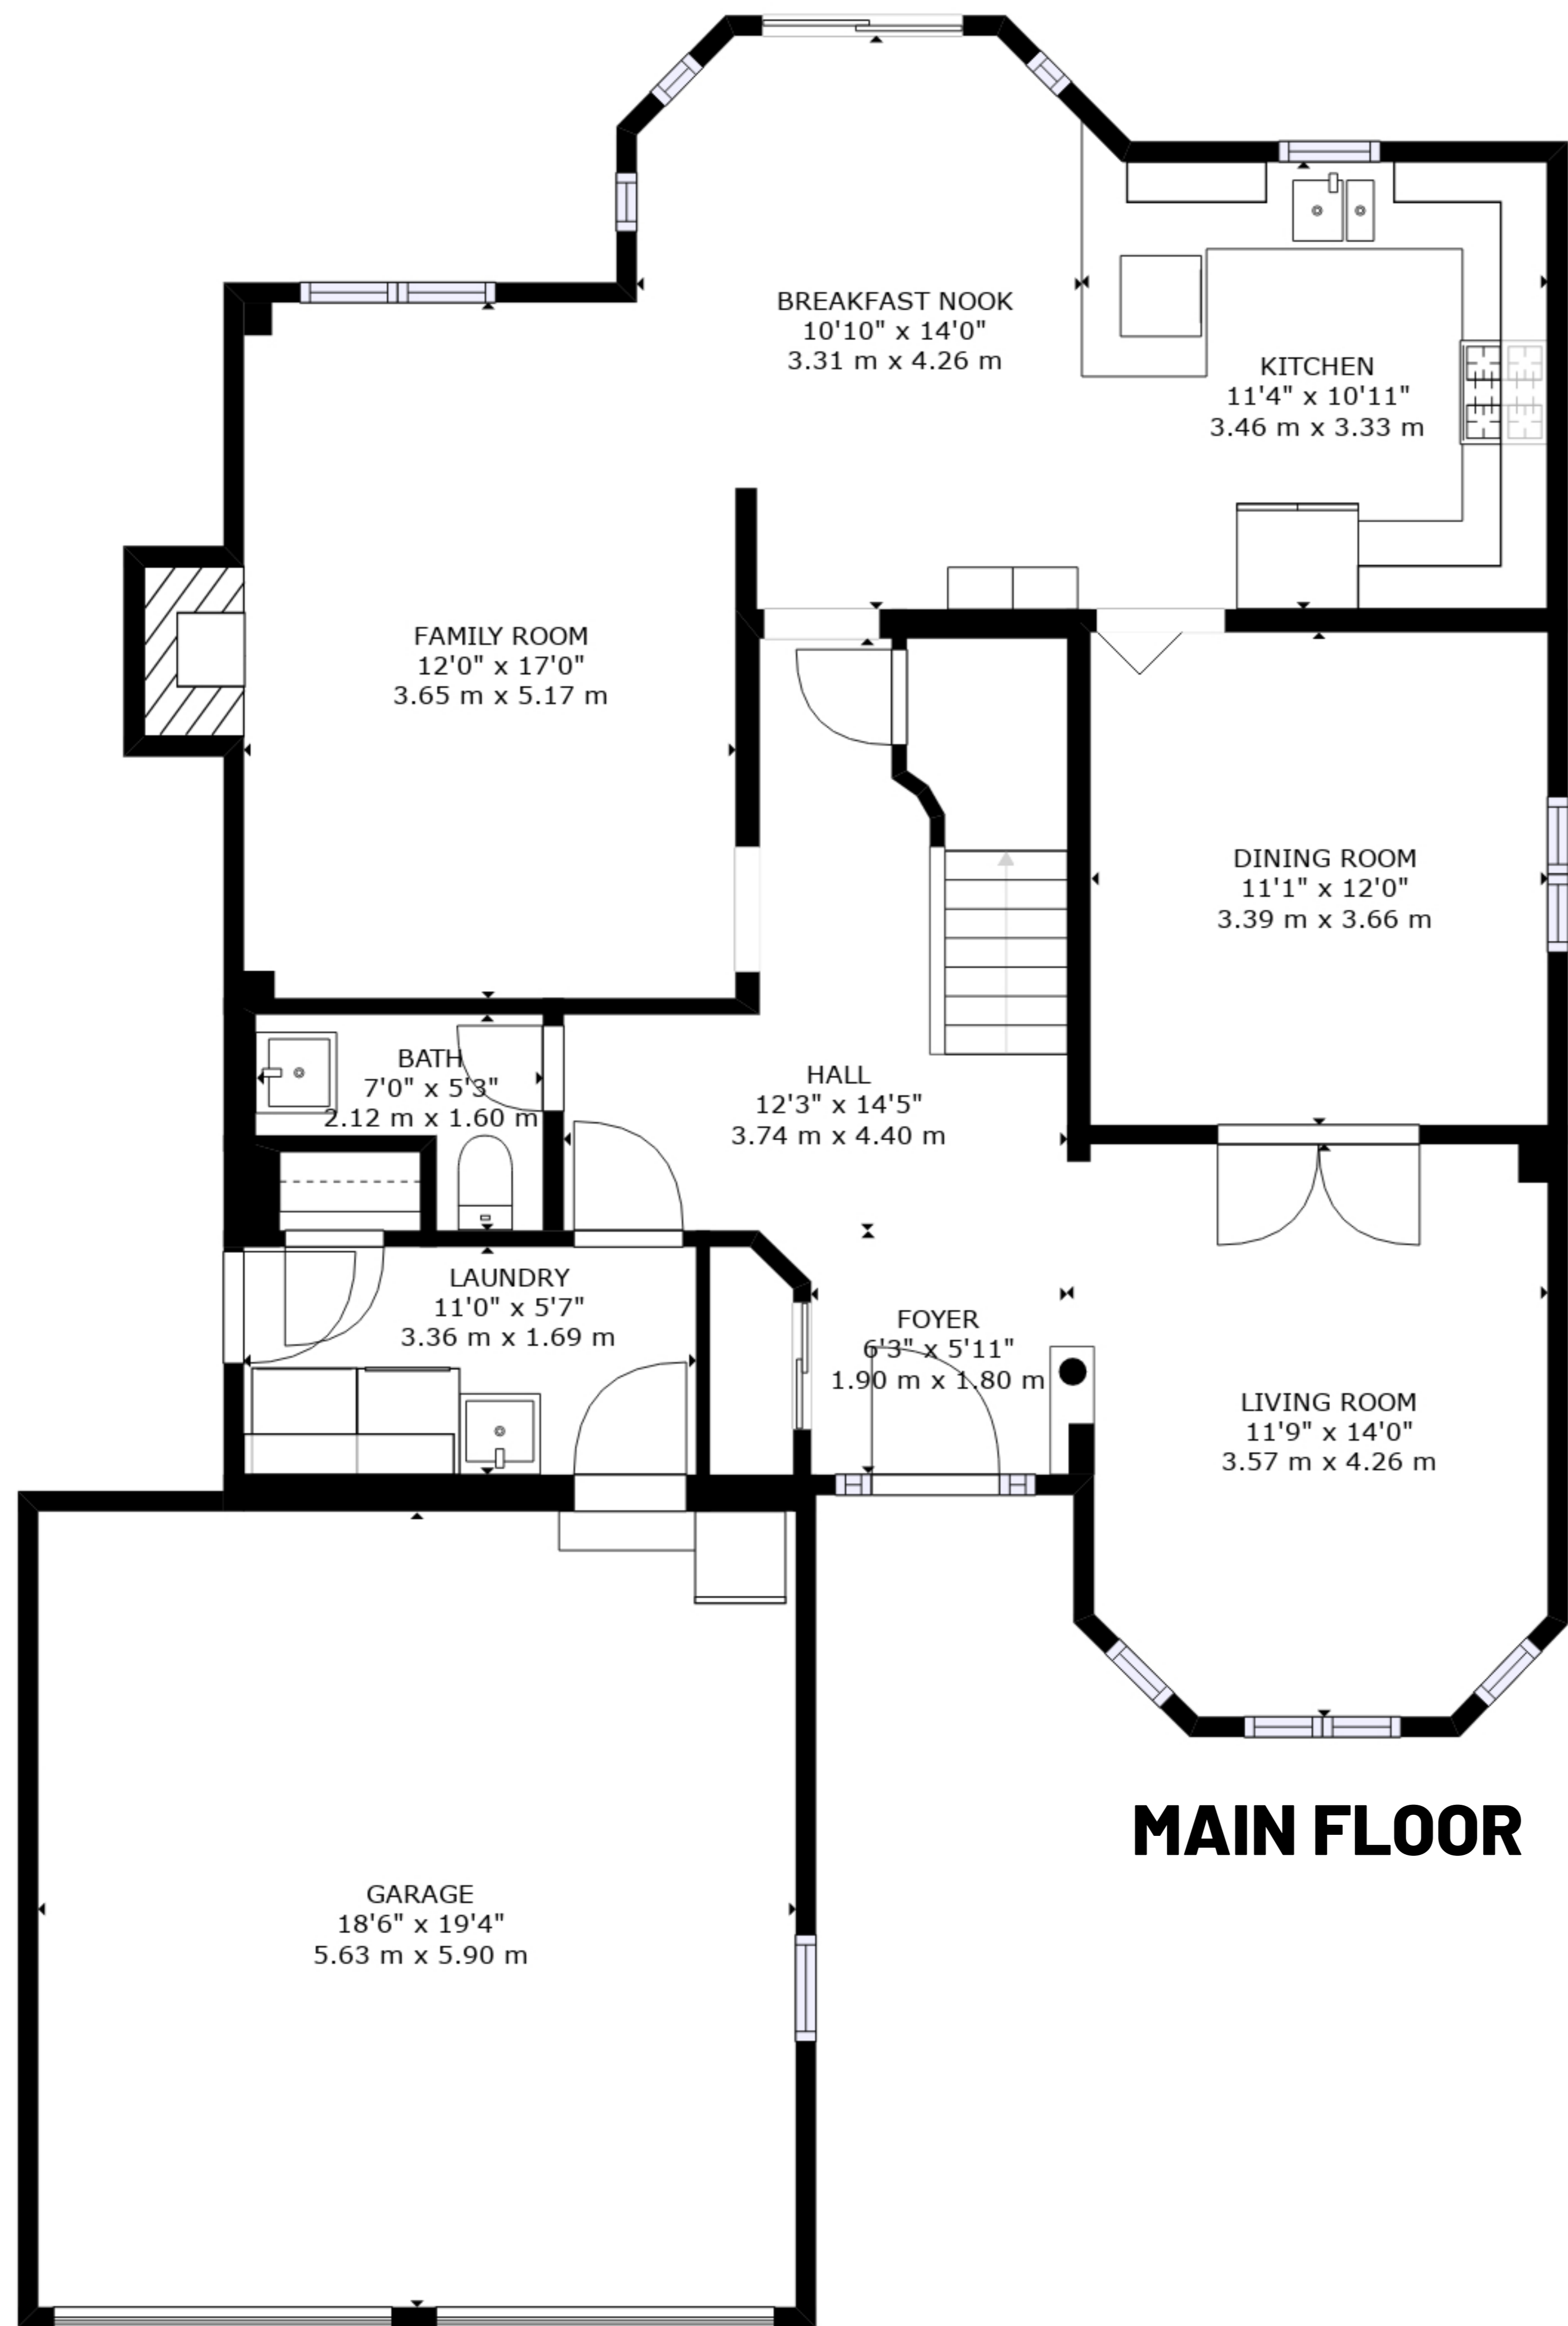 BREAKFAST NOOK
10'10" x 14'0"
3.31 m x 4.26 m
KITCHEN
11'4" x 10'11"
3.46 m x 3.33 m
FAMILY ROOM
12'0" x 17'0"
3.65 m x 5.17 m
DINING ROOM
11'1" x 12'0"
3.39 m x 3.66 m
BATH
7'0" x 5'3"
2.12 m x 1.60 m
HALL
12'3" x 14'5"
3.74 m x 4.40 m
LAUNDRY
11'0" x 5'7"
3.36 m x 1.69 m
FOYER
6'3" x 5'11"
1.90 m x 1.80 m
LIVING ROOM
11'9" x 14'0"
3.57 m x 4.26 m
MAIN FLOOR
GARAGE
18'6" x 19'4"
5.63 m x 5.90 m